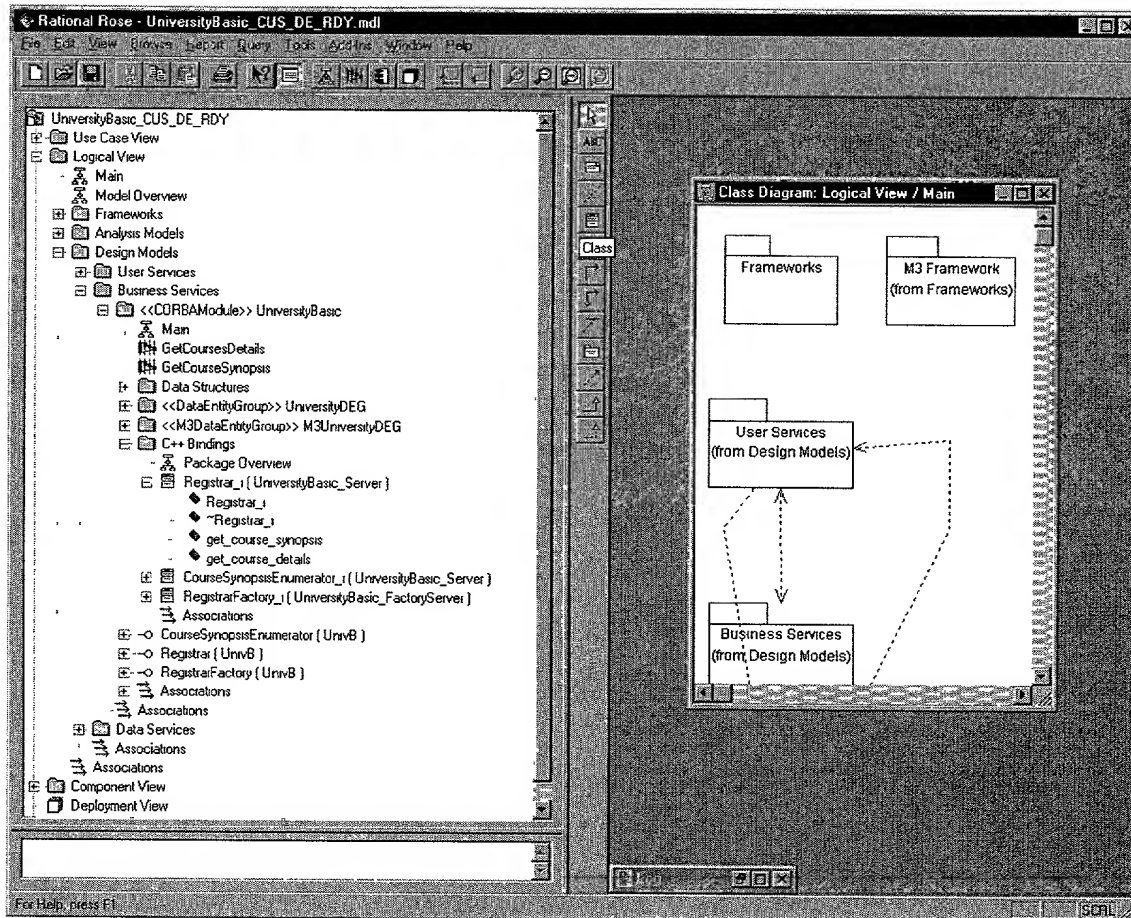 Rational Rose - UniversityBasic_CUS_DE_RDY.mdl
File Edit View Browse Report Query Tools Add-Ins Window Help
UniversityBasic_CUS_DE_RDY
Use Case View
Logical View
Main
Model Overview
Frameworks
Analysis Models
Design Models
User Services
Business Services
<<CORBAModule>> UniversityBasic
Main
GetCoursesDetails
GetCourseSynopsis
Data Structures
<<DataEntityGroup>> UniversityDEG
<<M3DataEntityGroup>> M3UniversityDEG
C++ Bindings
Package Overview
Registrar_i ( UniversityBasic_Server )
Registrar_i
~Registrar_i
get_course_synopsis
get_course_details
CourseSynopsisEnumerator_i ( UniversityBasic_Server )
RegistrarFactory_i ( UniversityBasic_FactoryServer )
Associations
CourseSynopsisEnumerator ( UnivB )
Registrar ( UnivB )
RegistrarFactory ( UnivB )
Associations
Associations
Data Services
Associations
Associations
Component View
Deployment View
ABC
Class
Class Diagram: Logical View / Main
Frameworks
M3 Framework
(from Frameworks)
User Services
(from Design Models)
Business Services
(from Design Models)
For Help, press F1
SCRL